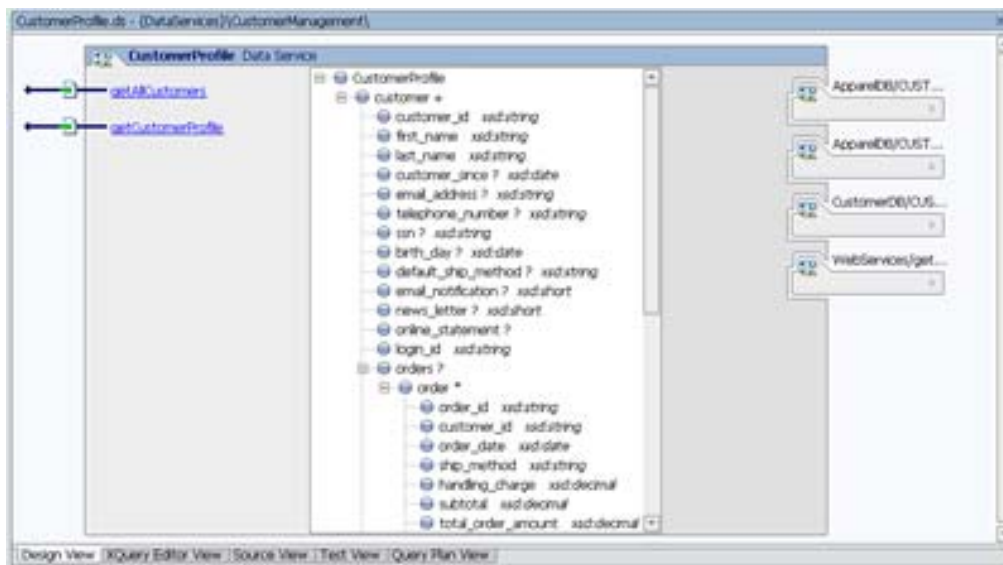 CustomerProfile.ds - {DataServices}\CustomerManagement\
CustomerProfile Data Service
getAllCustomers
getCustomerProfile
CustomerProfile
customer +
customer_id xsd:string
first_name xsd:string
last_name xsd:string
customer_since ? xsd:date
email_address ? xsd:string
telephone_number ? xsd:string
ssn ? xsd:string
birth_day ? xsd:date
default_ship_method ? xsd:string
email_notification ? xsd:short
news_letter ? xsd:short
online_statement ?
login_id xsd:string
orders ?
order *
order_id xsd:string
customer_id xsd:string
order_date xsd:date
ship_method xsd:string
handling_charge xsd:decimal
subtotal xsd:decimal
total_order_amount xsd:decimal
ApparelDB/CUST...
ApparelDB/CUST...
CustomerDB/CUS...
WebServices/get...
Design View XQuery Editor View Source View Test View Query Plan View